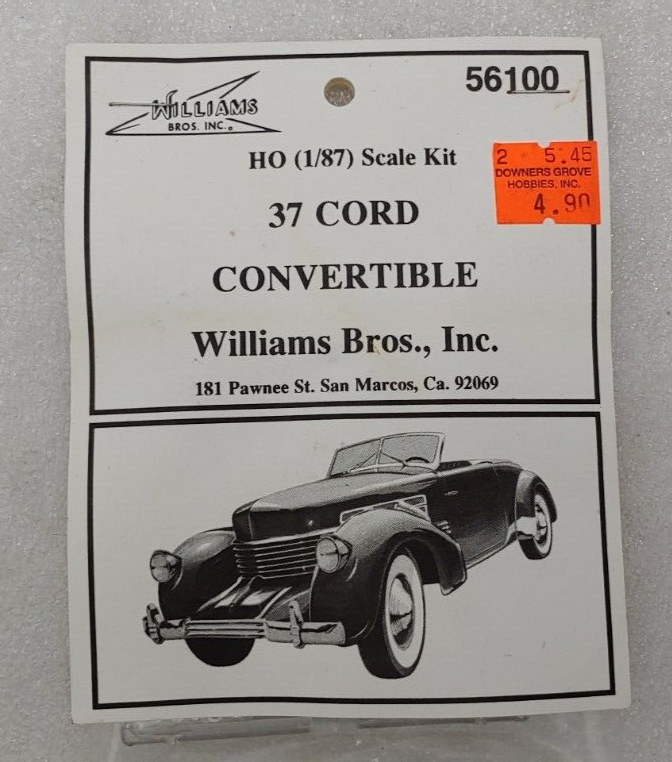 WILLIAMS
BROS. INC.
56100
HO (1/87) Scale Kit
2 5.45
DOWNERS GROVE
HOBBIES, INC.
4.90
37 CORD
CONVERTIBLE
Williams Bros., Inc.
181 Pawnee St. San Marcos, Ca. 92069